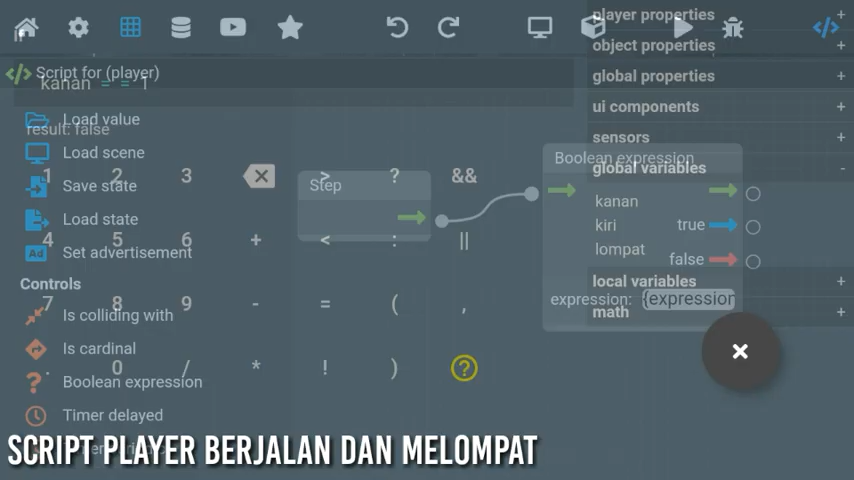 player properties +
object properties +
global properties +
ui components +
sensors +
global variables -
kanan
kiri
lompat
local variables +
math +
Script for (player)
kanan = = 1
result: false
Load value
Load scene
Save state
Load state
Ad Set advertisement
Controls
Is colliding with
Is cardinal
Boolean expression
Timer delayed
1 2 3 > ? &&
4 5 6 + < : ||
7 8 9 - = ( ,
. 0 / * ! ) ?
Step
Boolean expression
true
false
expression: {expression
SCRIPT PLAYER BERJALAN DAN MELOMPAT